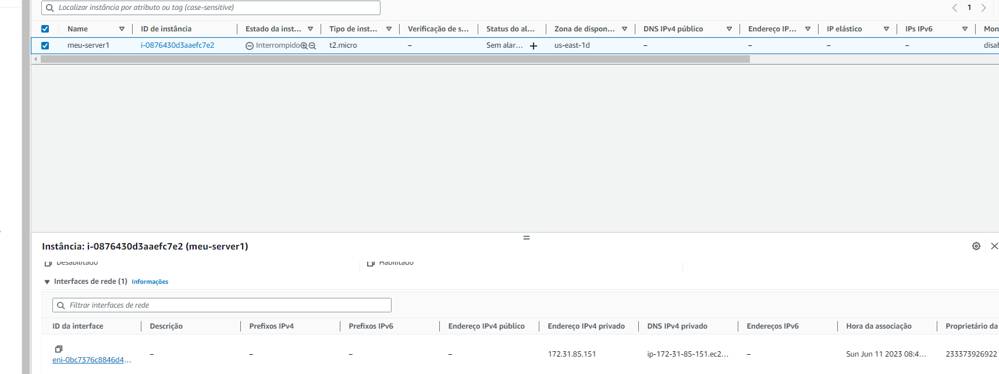 Localizar instância por atributo ou tag (case-sensitive)
1
Name ID de instância Estado da inst... Tipo de inst... Verificação de s... Status do al... Zona de dispon... DNS IPv4 público Endereço IP... IP elástico IPs IPv6 Mon
meu-server1 i-0876430d3aaefc7e2 Interrompido t2.micro – Sem alar... us-east-1d – – – – disab
Instância: i-0876430d3aaefc7e2 (meu-server1)
Desabilitado Habilitado
Interfaces de rede (1) Informações
Filtrar interfaces de rede
ID da interface Descrição Prefixos IPv4 Prefixos IPv6 Endereço IPv4 público Endereço IPv4 privado DNS IPv4 privado Endereços IPv6 Hora da associação Proprietário da
eni-0bc7376c8846d4... – – – – 172.31.85.151 ip-172-31-85-151.ec2... – Sun Jun 11 2023 08:4... 233373926922